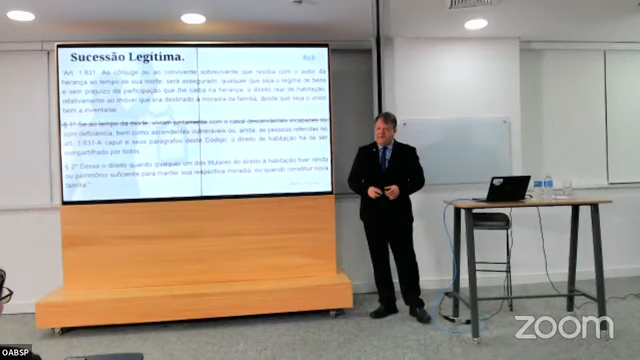 Sucessão Legítima.
"Art. 1.831. Ao cônjuge ou ao convivente sobrevivente que residia com o autor da
herança ao tempo de sua morte, será assegurado, qualquer que seja o regime de bens
e sem prejuízo da participação que lhe caiba na herança, o direito real de habitação,
relativamente ao imóvel que era destinado à moradia da família, desde que seja o único
bem a inventariar.
§ 1º Se ao tempo da morte, viviam juntamente com o casal descendentes incapazes ou
com deficiência, bem como ascendentes vulneráveis ou, ainda, as pessoas referidas no
art. 1.831-A caput e seus parágrafos deste Código, o direito de habitação há de ser
compartilhado por todos.
§ 2º Cessa o direito quando qualquer um dos titulares do direito à habitação tiver renda
ou patrimônio suficiente para manter sua respectiva moradia, ou quando constituir nova
família."
OABSP
zoom